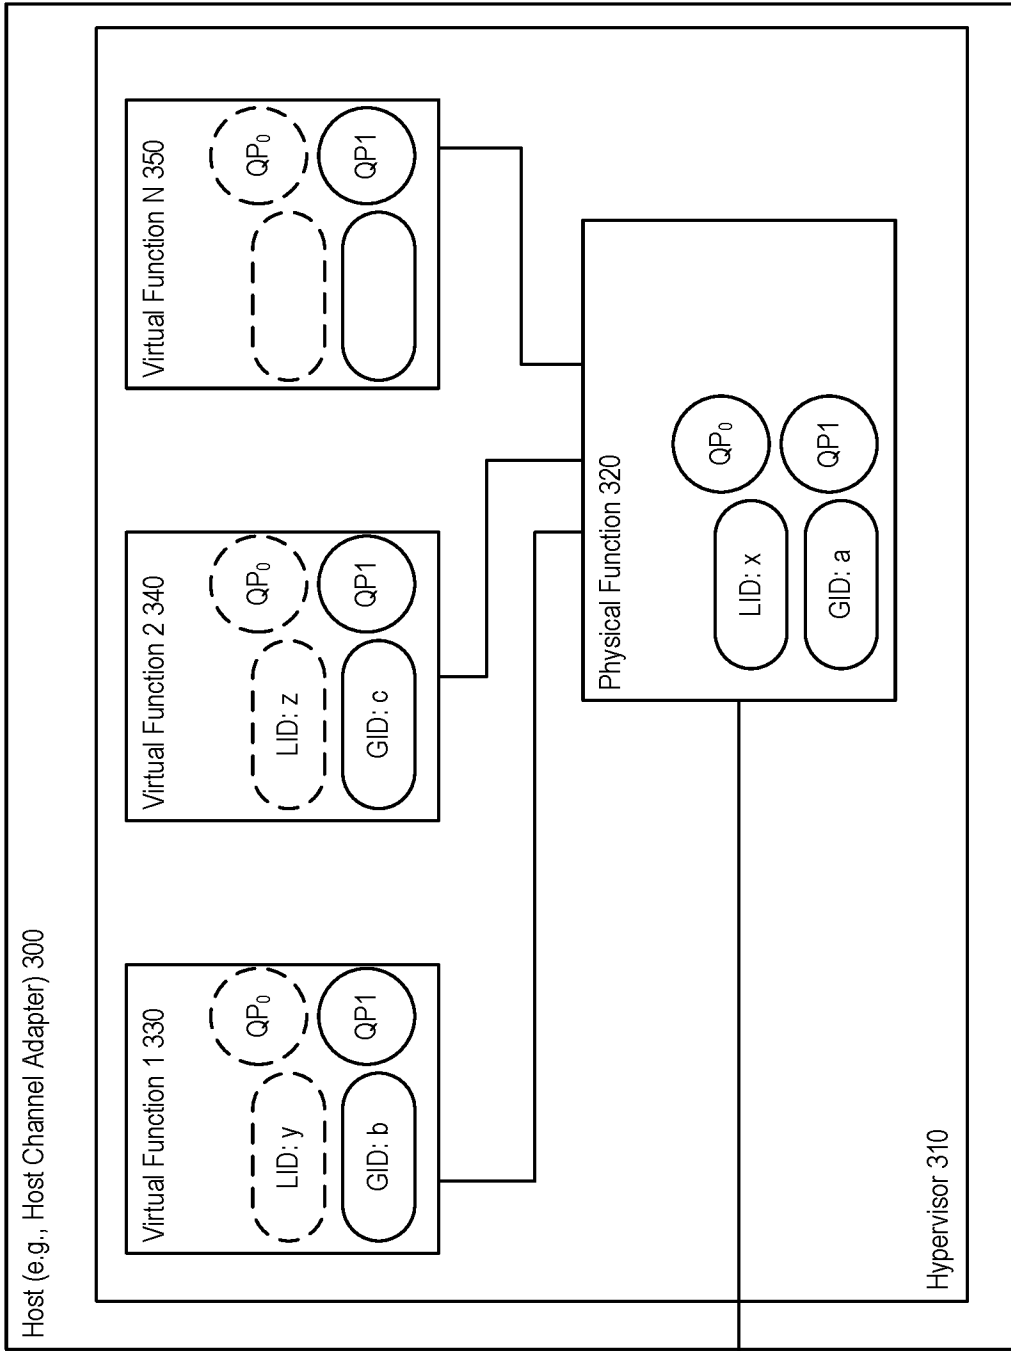 Host (e.g., Host Channel Adapter) 300
Virtual Function 1 330
LID: y
QP₀
GID: b
QP1
Virtual Function 2 340
LID: z
QP₀
GID: c
QP1
Virtual Function N 350
QP₀
QP1
Physical Function 320
LID: x
QP₀
GID: a
QP1
Hypervisor 310